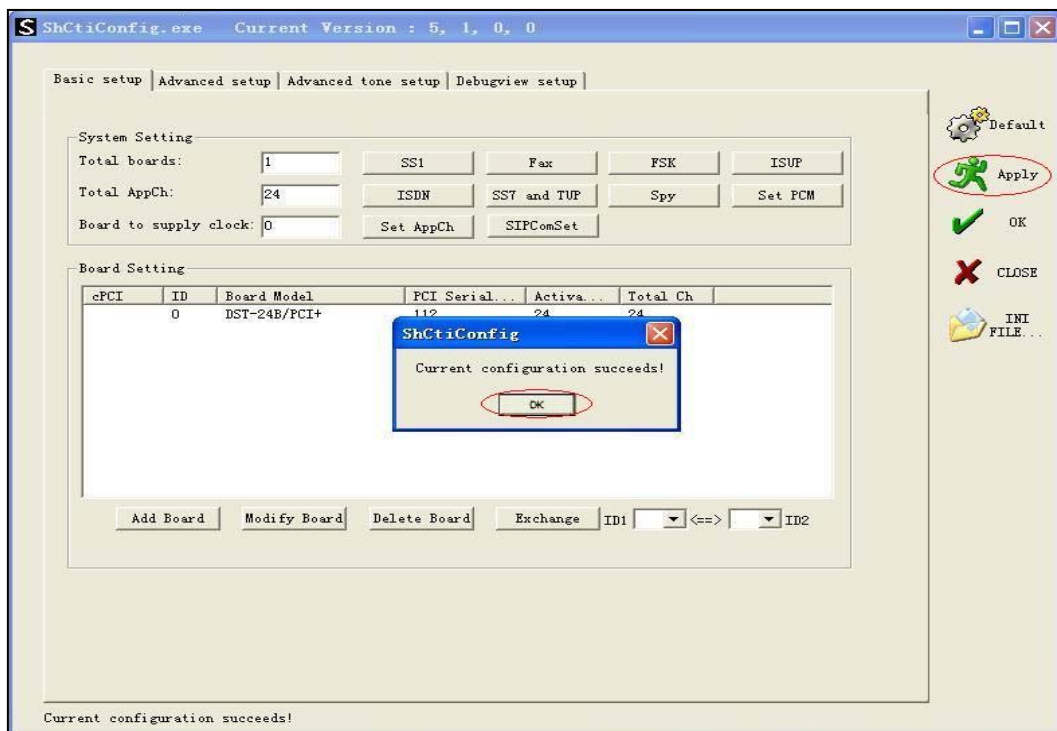 ShCtiConfig.exe Current Version : 5, 1, 0, 0
Basic setup Advanced setup Advanced tone setup Debugview setup
System Setting
Total boards: 1 SS1 Fax FSK ISUP
Total AppCh: 24 ISDN SS7 and TUP Spy Set PCM
Board to supply clock: 0 Set AppCh SIPComSet
Board Setting
cPCI ID Board Model PCI Serial... Activa... Total Ch
0 DST-24B/PCI+ 112 24 24
ShCtiConfig
Current configuration succeeds!
OK
Add Board Modify Board Delete Board Exchange ID1 <==> ID2
Default
Apply
OK
CLOSE
INI
FILE...
Current configuration succeeds!